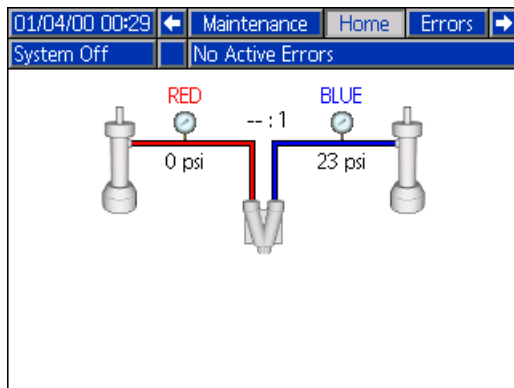 01/04/00 00:29 Maintenance Home Errors
System Off No Active Errors
RED BLUE
-- : 1
0 psi 23 psi